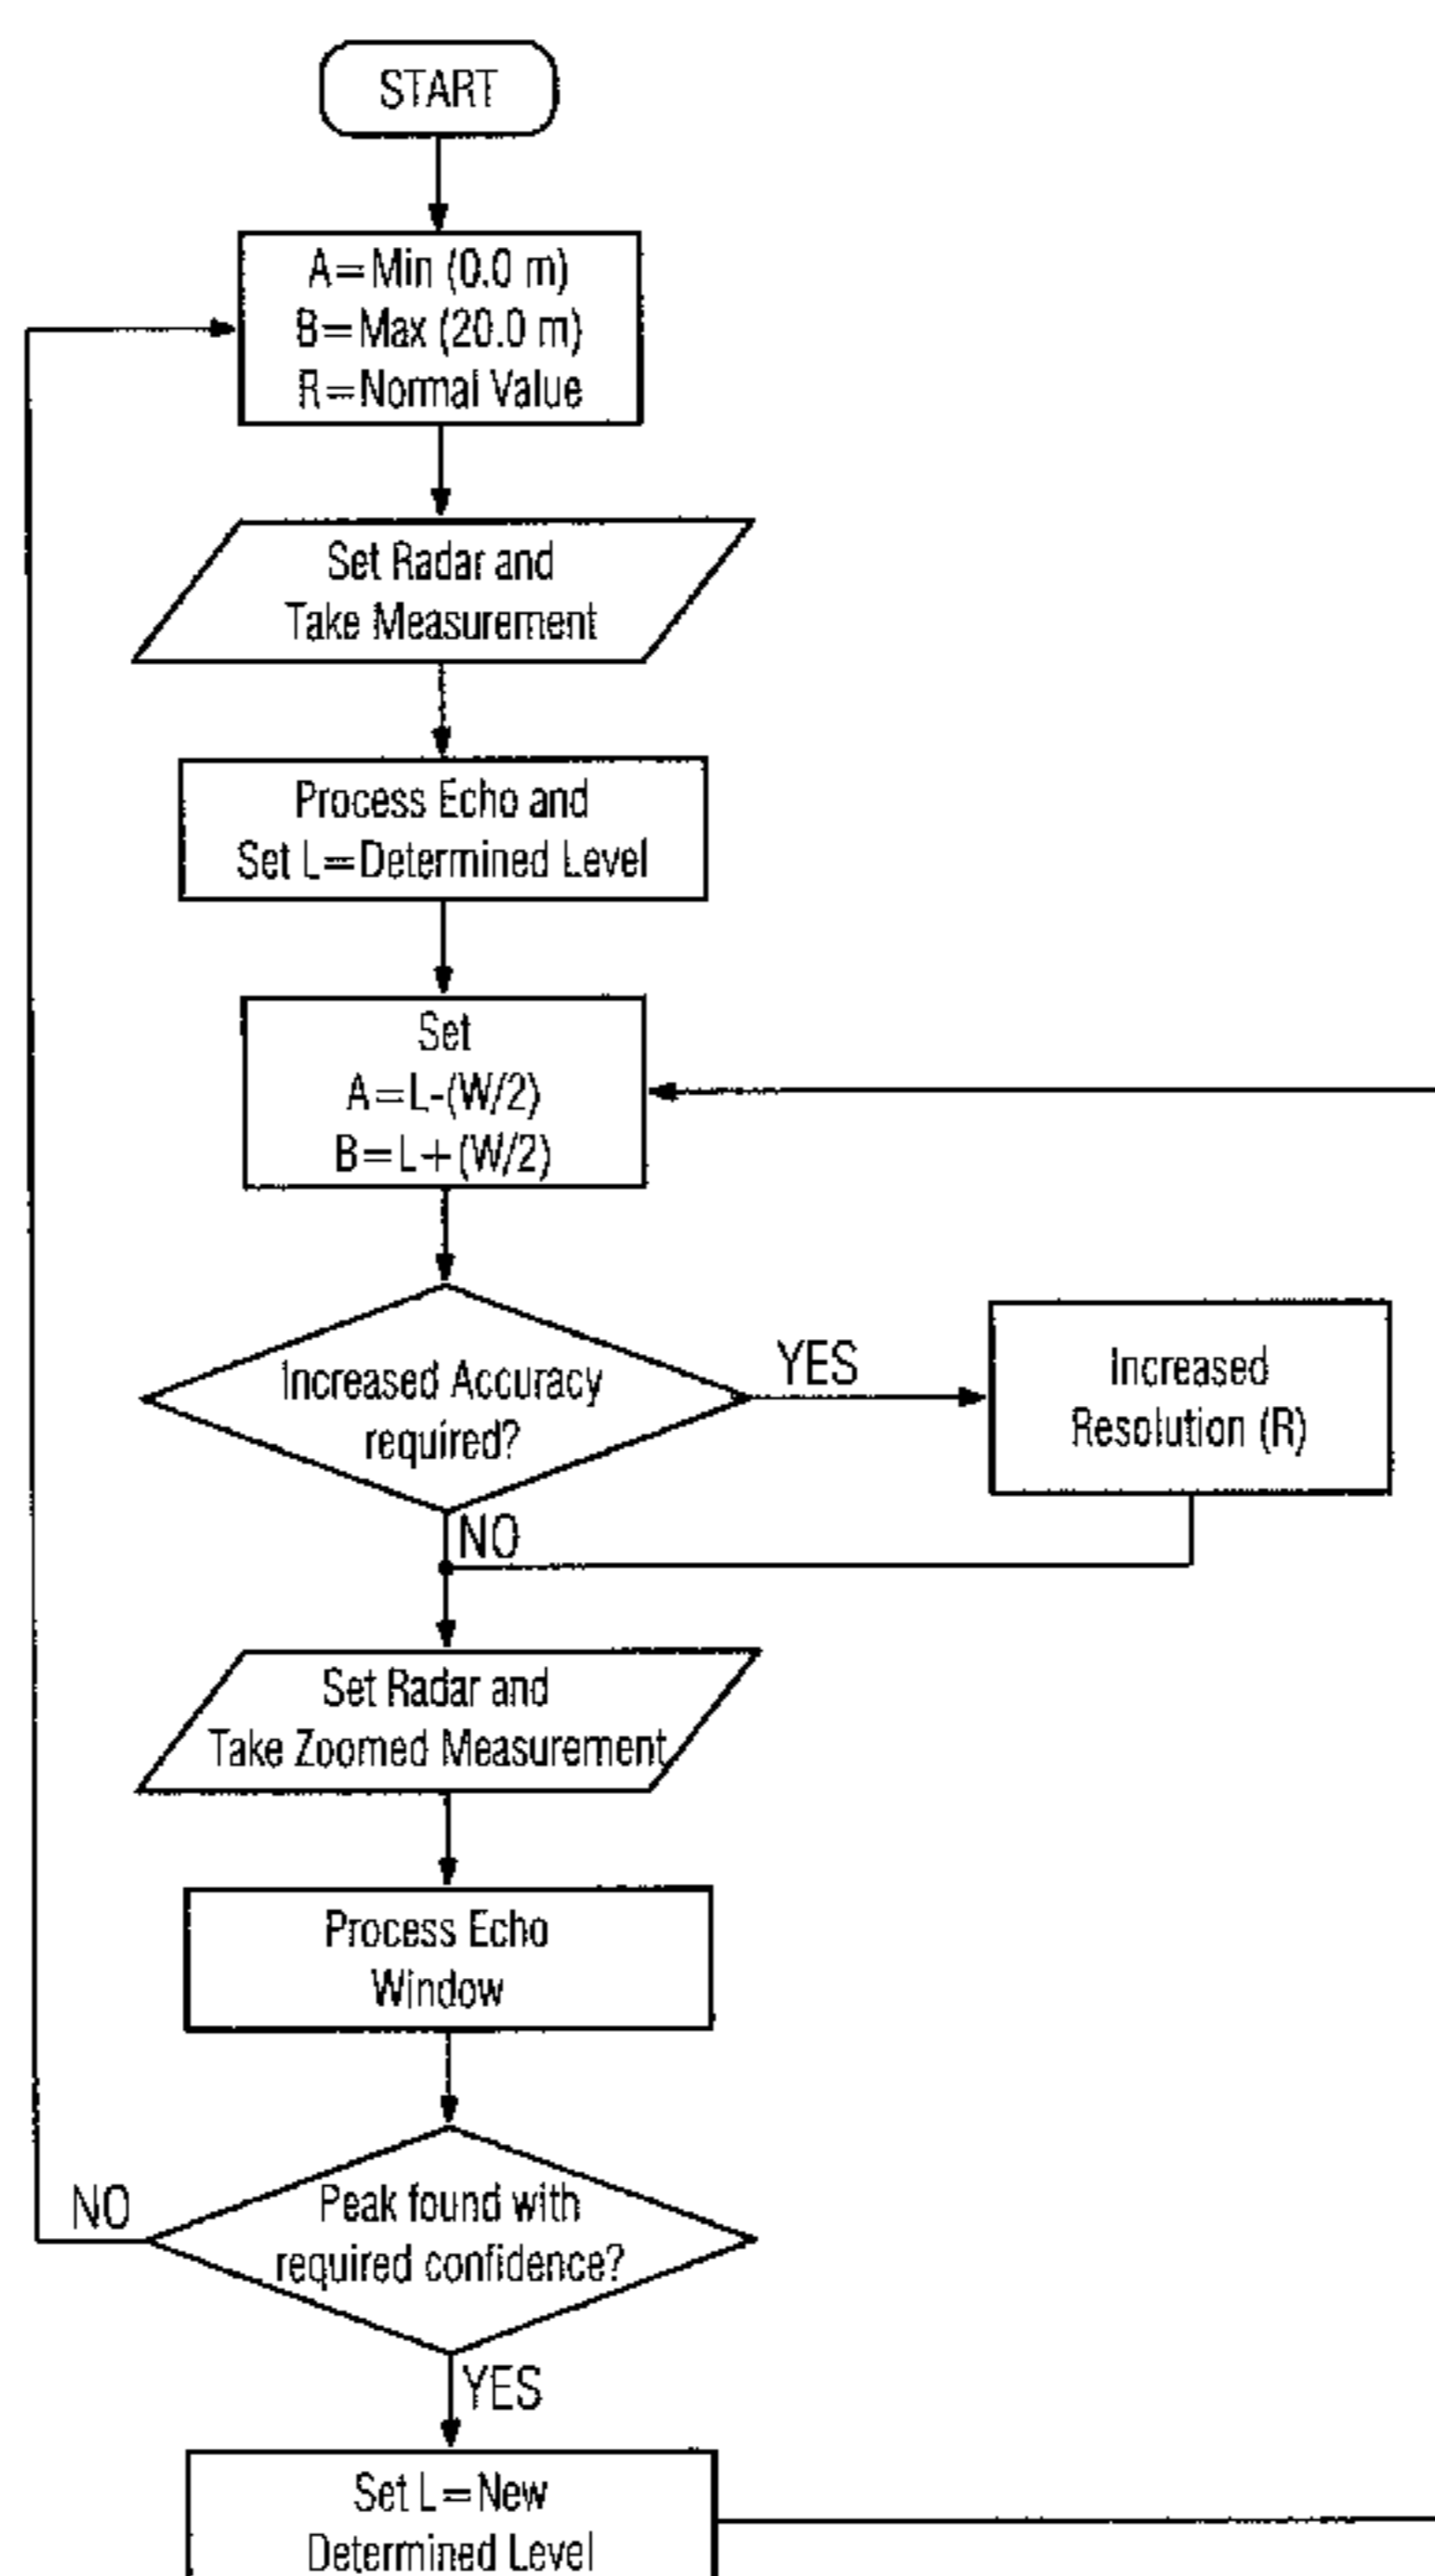 START
A=Min (0.0 m)
B=Max (20.0 m)
R=Normal Value
Set Radar and
Take Measurement
Process Echo and
Set L=Determined Level
Set
A=L-(W/2)
B=L+(W/2)
Increased Accuracy
required?
YES
Increased
Resolution (R)
NO
Set Radar and
Take Zoomed Measurement
Process Echo
Window
Peak found with
required confidence?
NO
YES
Set L=New
Determined Level